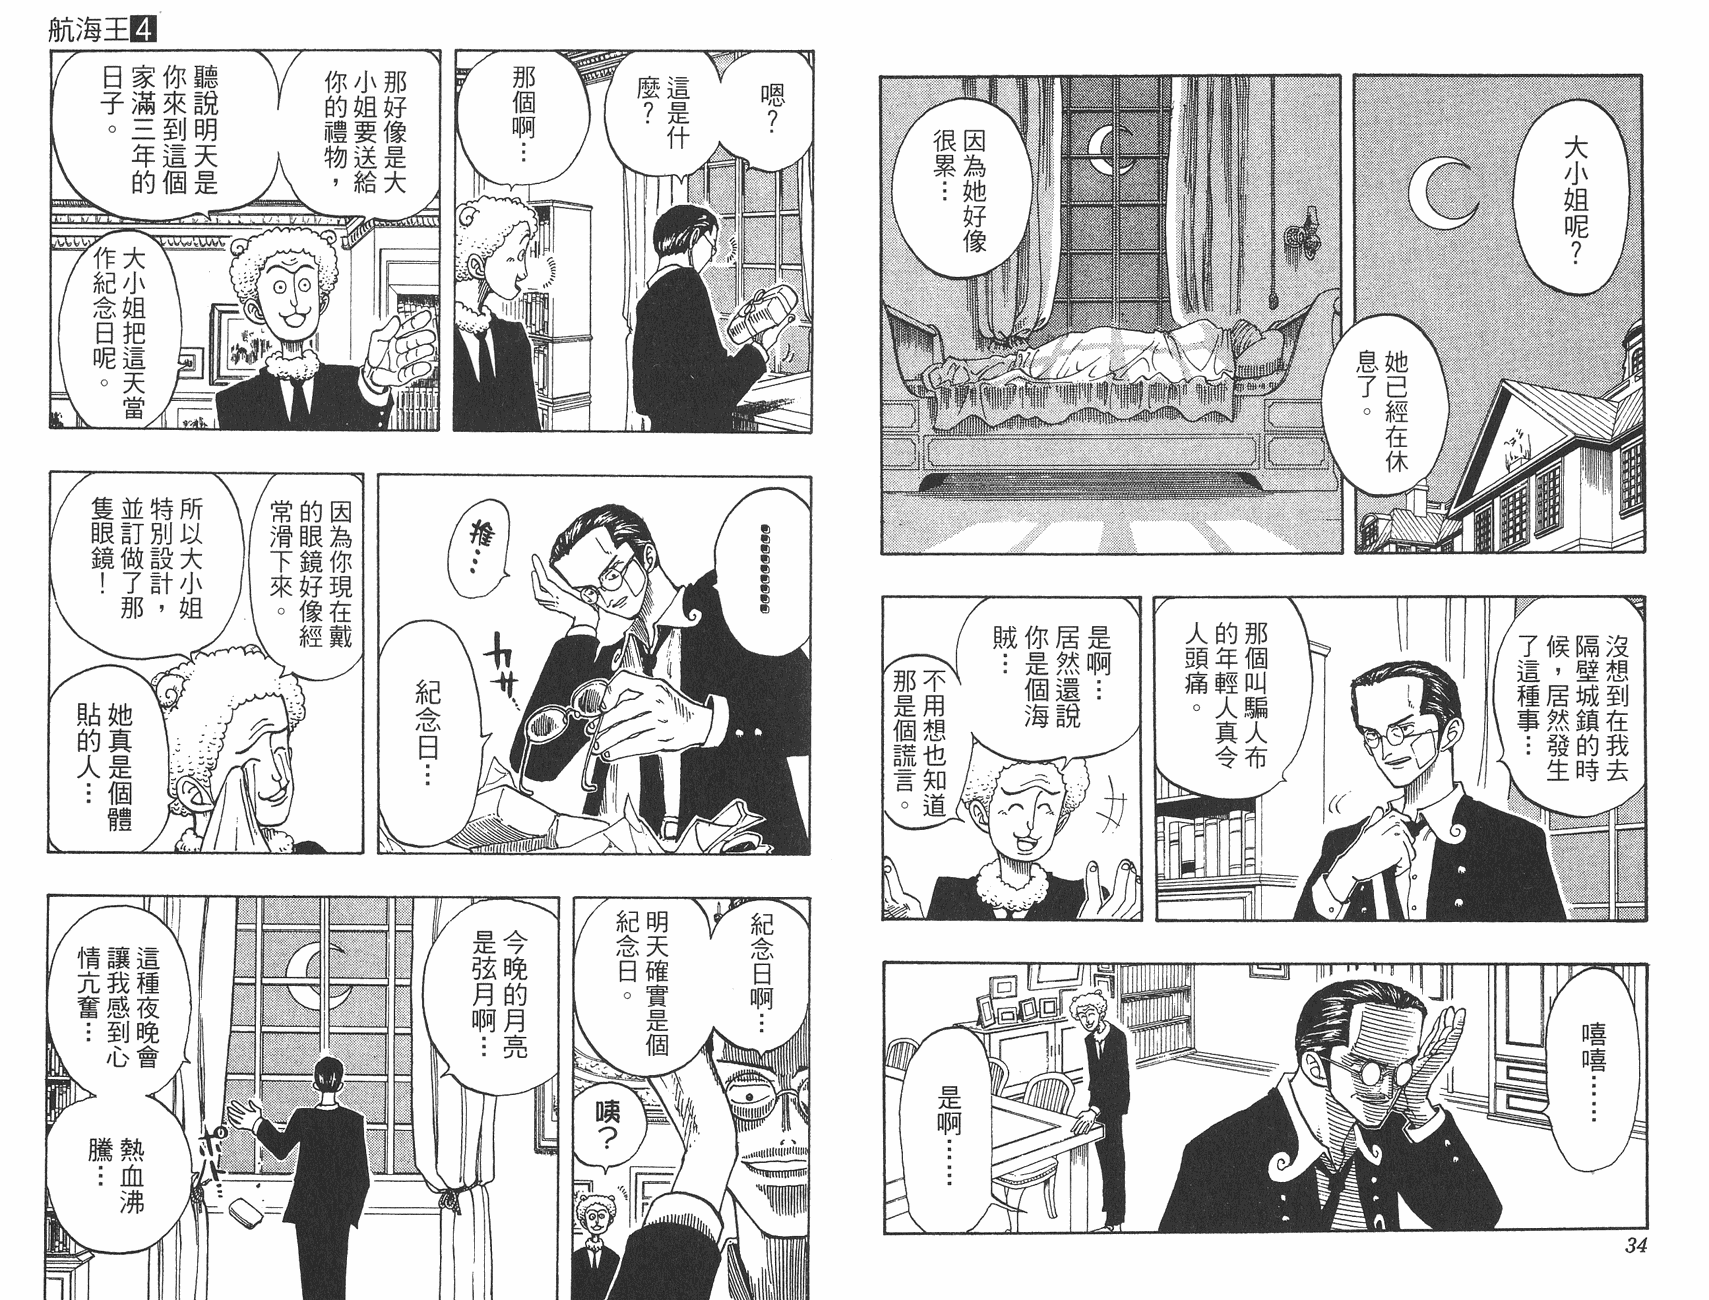 大小姐呢？
她已經在休
息了。
因為她好像
很累…
沒想到在我去
隔壁城鎮的時
候，居然發生
了這種事…
那個叫騙人布
的年輕人真令
人頭痛。
是啊…
居然還說
你是個海
賊…
不用想也知道
那是個謊言。
嘻嘻……
是啊……
34
航海王4
嗯？
這是什
麼？
那個啊…
那好像是大
小姐要送給
你的禮物，
聽說明天是
你來到這個
家滿三年的
日子。
大小姐把這天當
作紀念日呢。
…………
推…
カサ…
紀念日…
因為你現在戴
的眼鏡好像經
常滑下來。
所以大小姐
特別設計，
並訂做了那
隻眼鏡！
她真是個體
貼的人…
紀念日啊…
明天確實是個
紀念日。
咦？
今晚的月亮
是弦月啊…
這種夜晚會
讓我感到心
情亢奮…
熱血沸
騰…
ポトッ